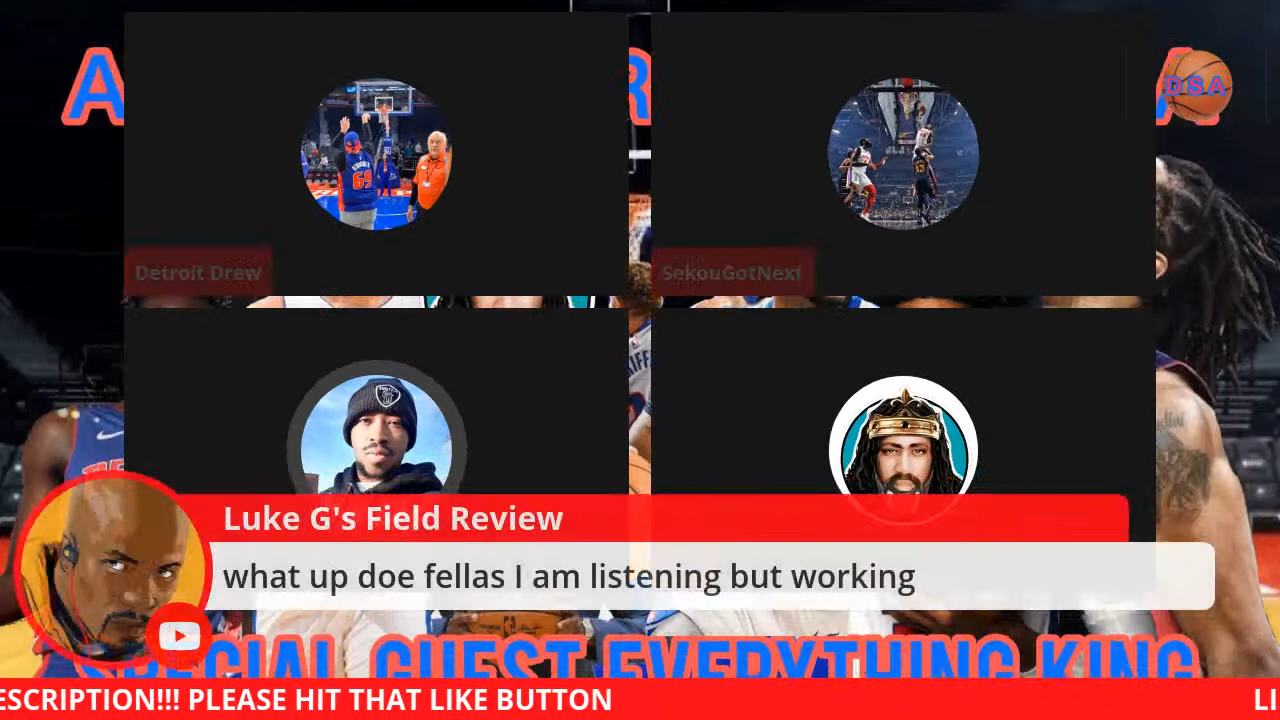 DSA
Detroit Drew
SekouGotNext
Luke G's Field Review
what up doe fellas I am listening but working
SPECIAL GUEST EVERYTHING KING
ESCRIPTION!!! PLEASE HIT THAT LIKE BUTTON
LI